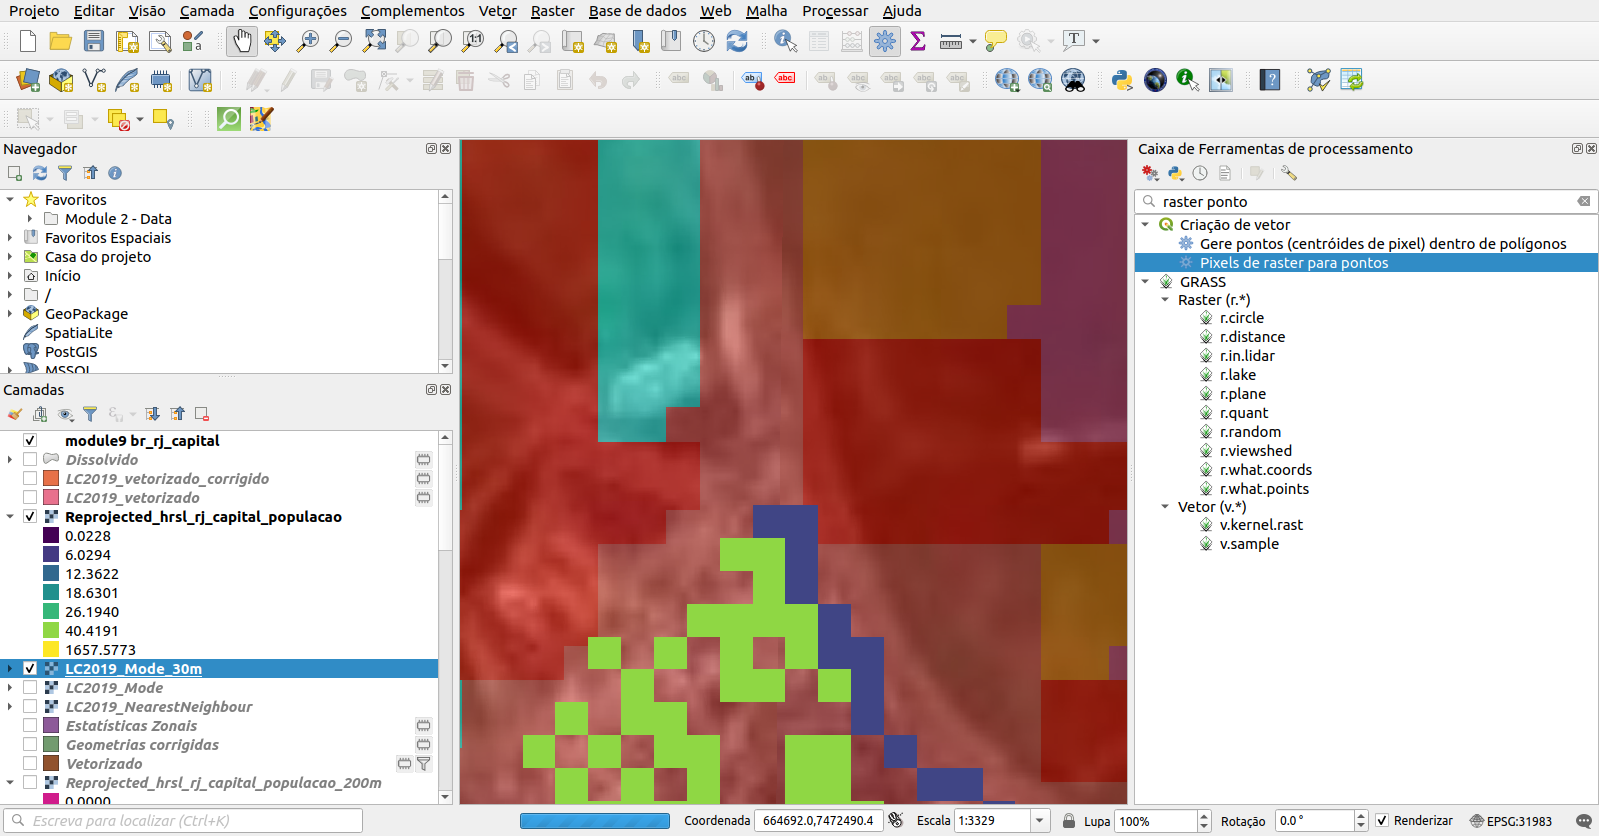 Projeto Editar Visão Camada Configurações Complementos Vetor Raster Base de dados Web Malha Processar Ajuda
Navegador
Favoritos
Module 2 - Data
Favoritos Espaciais
Casa do projeto
Início
/
GeoPackage
SpatiaLite
PostGIS
MSSQL
Camadas
module9 br_rj_capital
Dissolvido
LC2019_vetorizado_corrigido
LC2019_vetorizado
Reprojected_hrsl_rj_capital_populacao
0.0228
6.0294
12.3622
18.6301
26.1940
40.4191
1657.5773
LC2019_Mode_30m
LC2019_Mode
LC2019_NearestNeighbour
Estatísticas Zonais
Geometrias corrigidas
Vetorizado
Reprojected_hrsl_rj_capital_populacao_200m
0.0000
Caixa de Ferramentas de processamento
raster ponto
Criação de vetor
Gere pontos (centróides de pixel) dentro de polígonos
Pixels de raster para pontos
GRASS
Raster (r.*)
r.circle
r.distance
r.in.lidar
r.lake
r.plane
r.quant
r.random
r.viewshed
r.what.coords
r.what.points
Vetor (v.*)
v.kernel.rast
v.sample
Escreva para localizar (Ctrl+K) Coordenada 664692.0,7472490.4 Escala 1:3329 Lupa 100% Rotação 0.0 ° Renderizar EPSG:31983